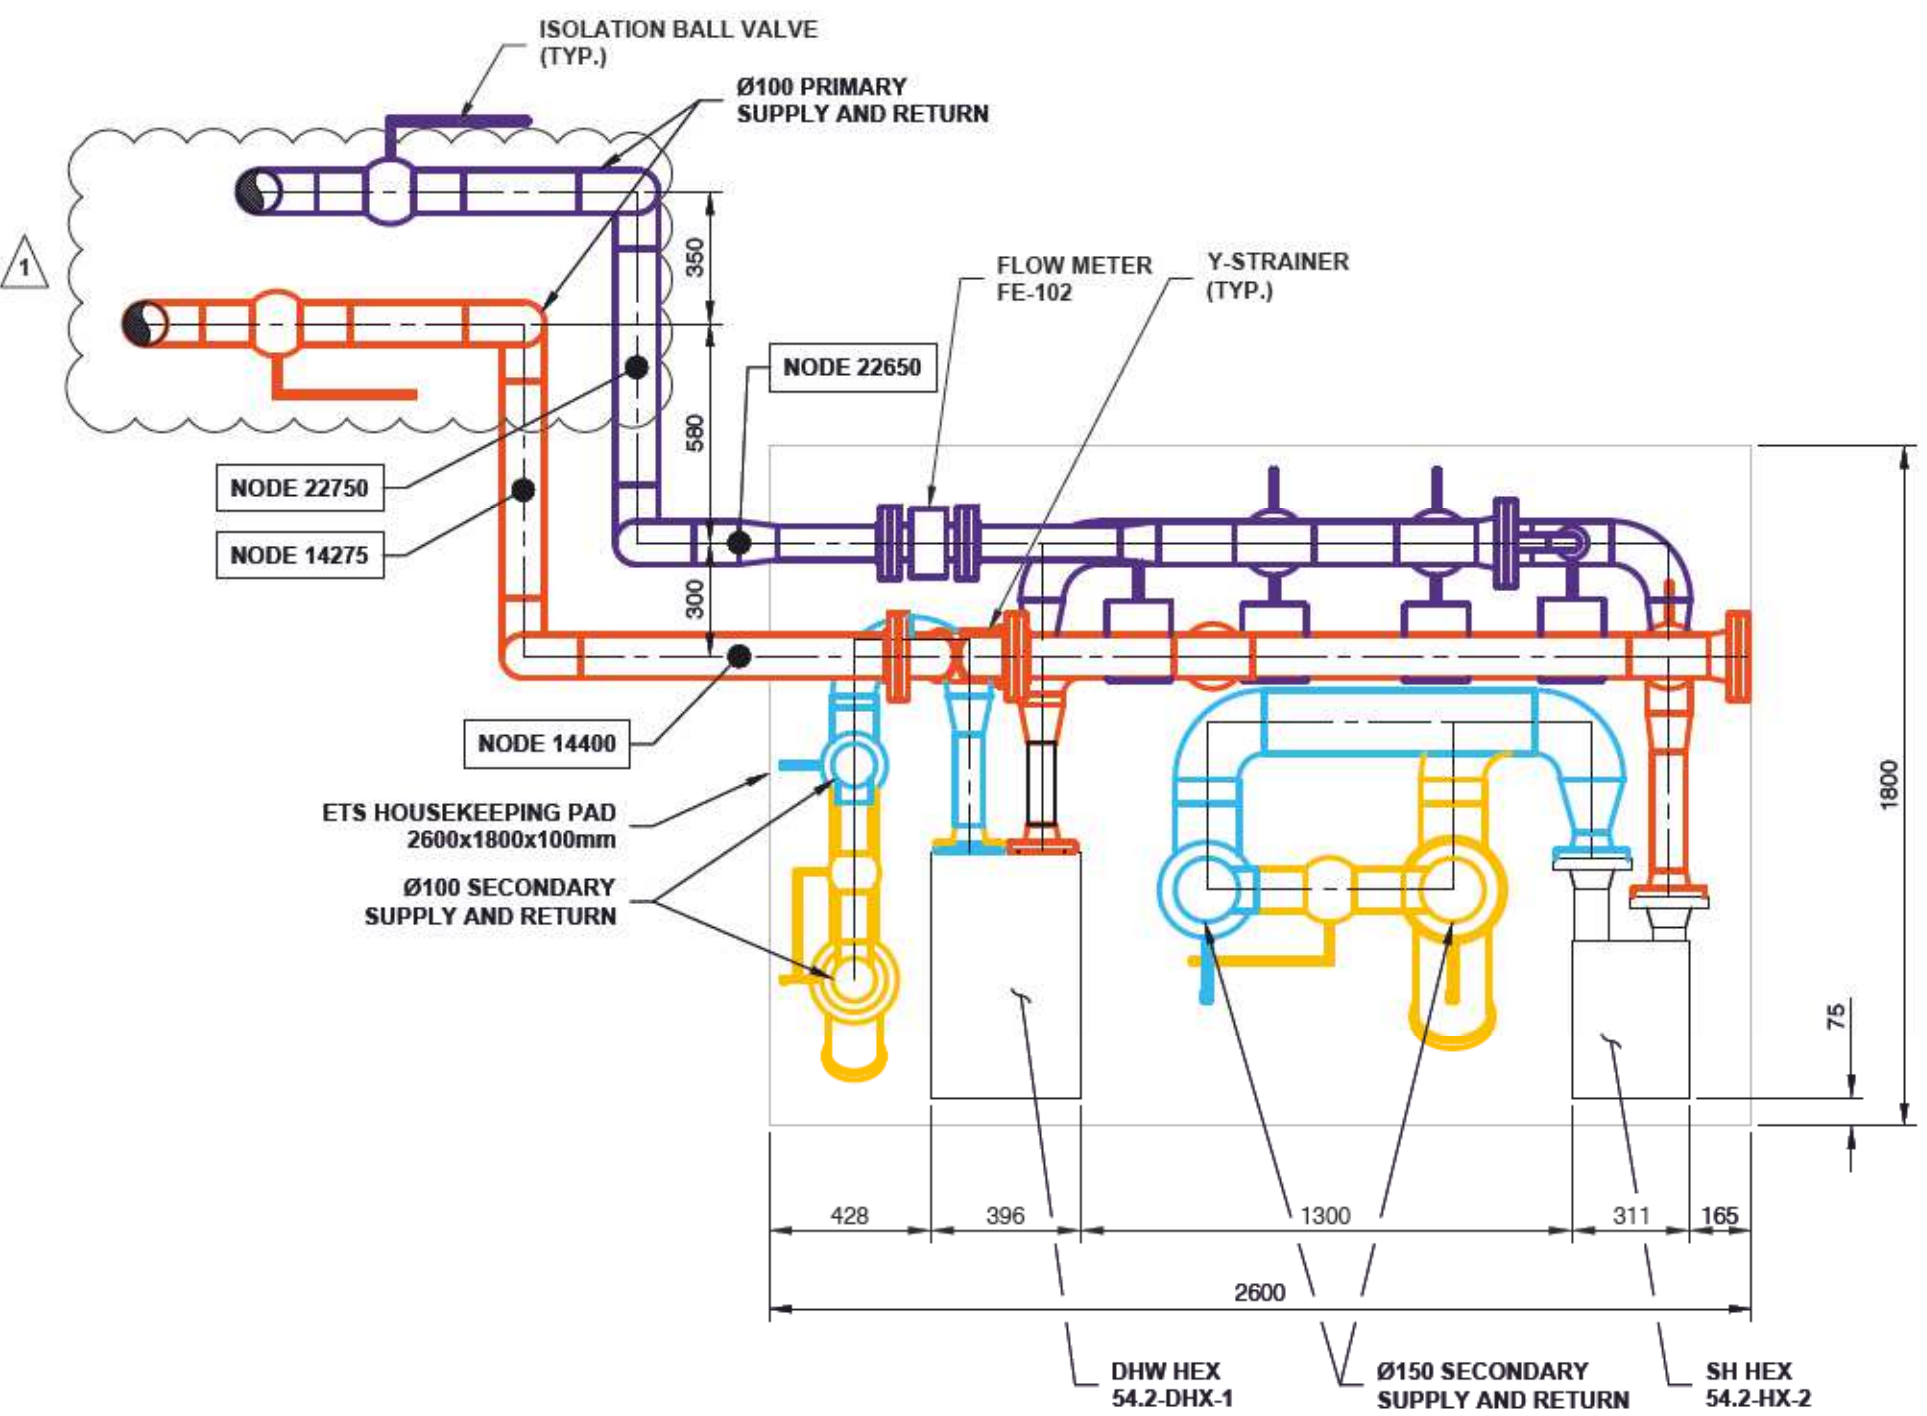 ISOLATION BALL VALVE
(TYP.)
Ø100 PRIMARY
SUPPLY AND RETURN
1
350
FLOW METER
FE-102
Y-STRAINER
(TYP.)
NODE 22650
580
NODE 22750
NODE 14275
300
NODE 14400
1800
ETS HOUSEKEEPING PAD
2600x1800x100mm
Ø100 SECONDARY
SUPPLY AND RETURN
75
428
396
1300
311
165
2600
DHW HEX
54.2-DHX-1
Ø150 SECONDARY
SUPPLY AND RETURN
SH HEX
54.2-HX-2